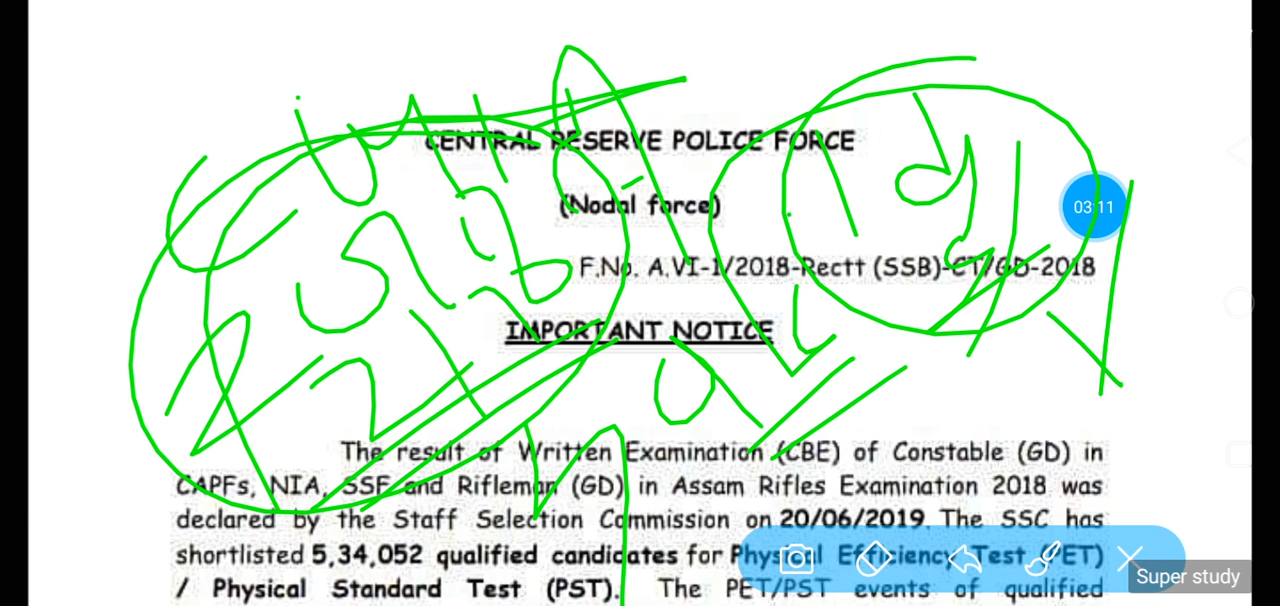 CENTRAL RESERVE POLICE FORCE
(Nodal force)
03:11
F.No. A.VI-1/2018-Rectt (SSB)-CT/GD-2018
IMPORTANT NOTICE
The result of Written Examination (CBE) of Constable (GD) in
CAPFs, NIA, SSF and Rifleman (GD) in Assam Rifles Examination 2018 was
declared by the Staff Selection Commission on 20/06/2019. The SSC has
shortlisted 5,34,052 qualified candidates for Physical Efficiency Test (PET)
/ Physical Standard Test (PST). The PET/PST events of qualified
Super study